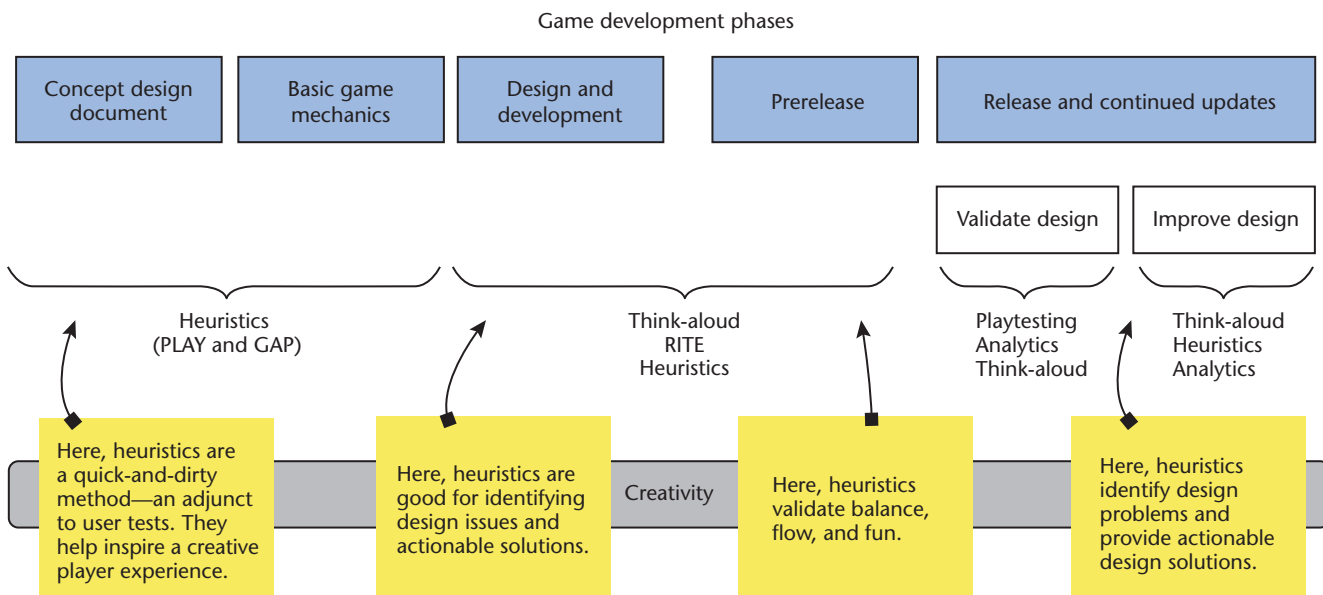 Game development phases
Concept design
document
Basic game
mechanics
Design and
development
Prerelease
Release and continued updates
Validate design
Improve design
Heuristics
(PLAY and GAP)
Think-aloud
RITE
Heuristics
Playtesting
Analytics
Think-aloud
Think-aloud
Heuristics
Analytics
Here, heuristics are
a quick-and-dirty
method—an adjunct
to user tests. They
help inspire a creative
player experience.
Here, heuristics are
good for identifying
design issues and
actionable solutions.
Creativity
Here, heuristics
validate balance,
flow, and fun.
Here, heuristics
identify design
problems and
provide actionable
design solutions.